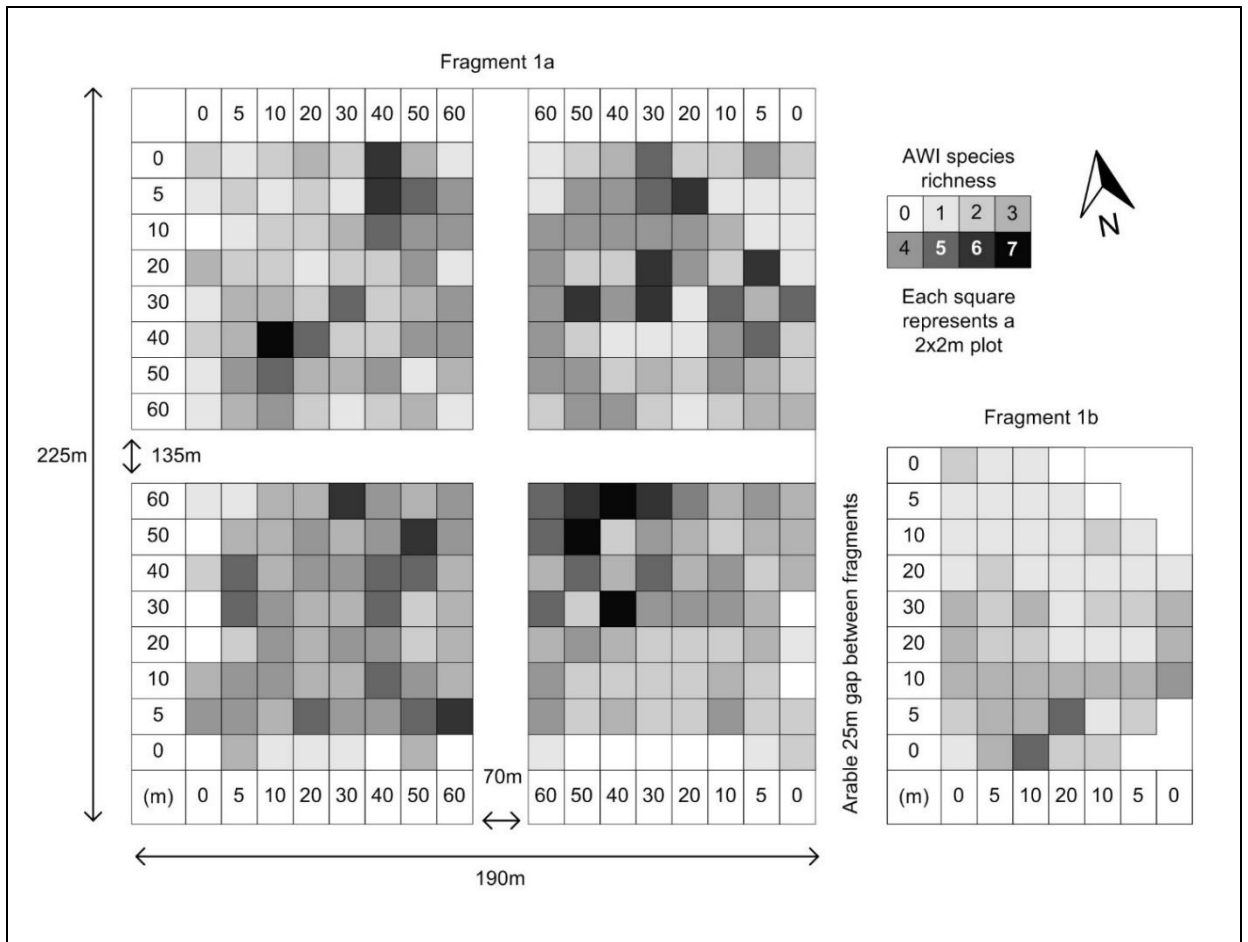 Fragment 1a
0 5 10 20 30 40 50 60 60 50 40 30 20 10 5 0
0
5
10
20
30
40
50
60
AWI species
richness
0 1 2 3
4 5 6 7
Each square
represents a
2x2m plot
N
225m
135m
60
50
40
30
20
10
5
0
(m) 0 5 10 20 30 40 50 60 60 50 40 30 20 10 5 0
70m
190m
Arable 25m gap between fragments
Fragment 1b
0
5
10
20
30
20
10
5
0
(m) 0 5 10 20 10 5 0